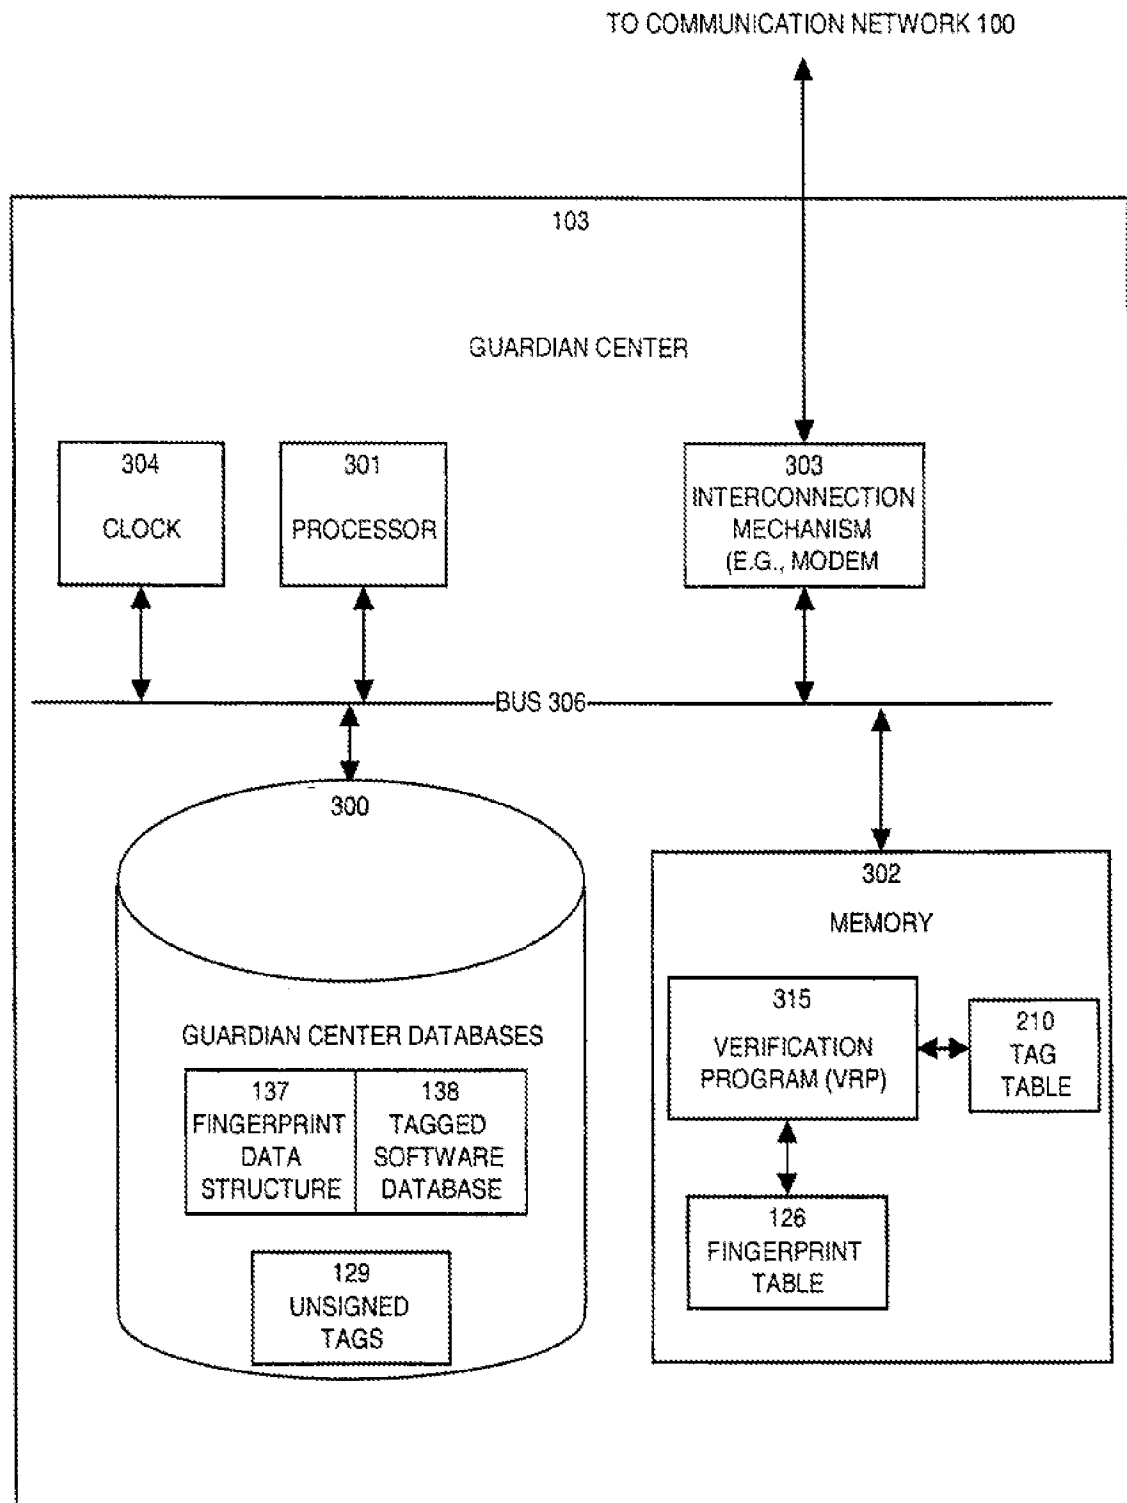 TO COMMUNICATION NETWORK 100
103
GUARDIAN CENTER
304
CLOCK
301
PROCESSOR
303
INTERCONNECTION
MECHANISM
(E.G., MODEM
BUS 306
300
GUARDIAN CENTER DATABASES
137
FINGERPRINT
DATA
STRUCTURE
138
TAGGED
SOFTWARE
DATABASE
129
UNSIGNED
TAGS
302
MEMORY
315
VERIFICATION
PROGRAM (VRP)
210
TAG
TABLE
126
FINGERPRINT
TABLE